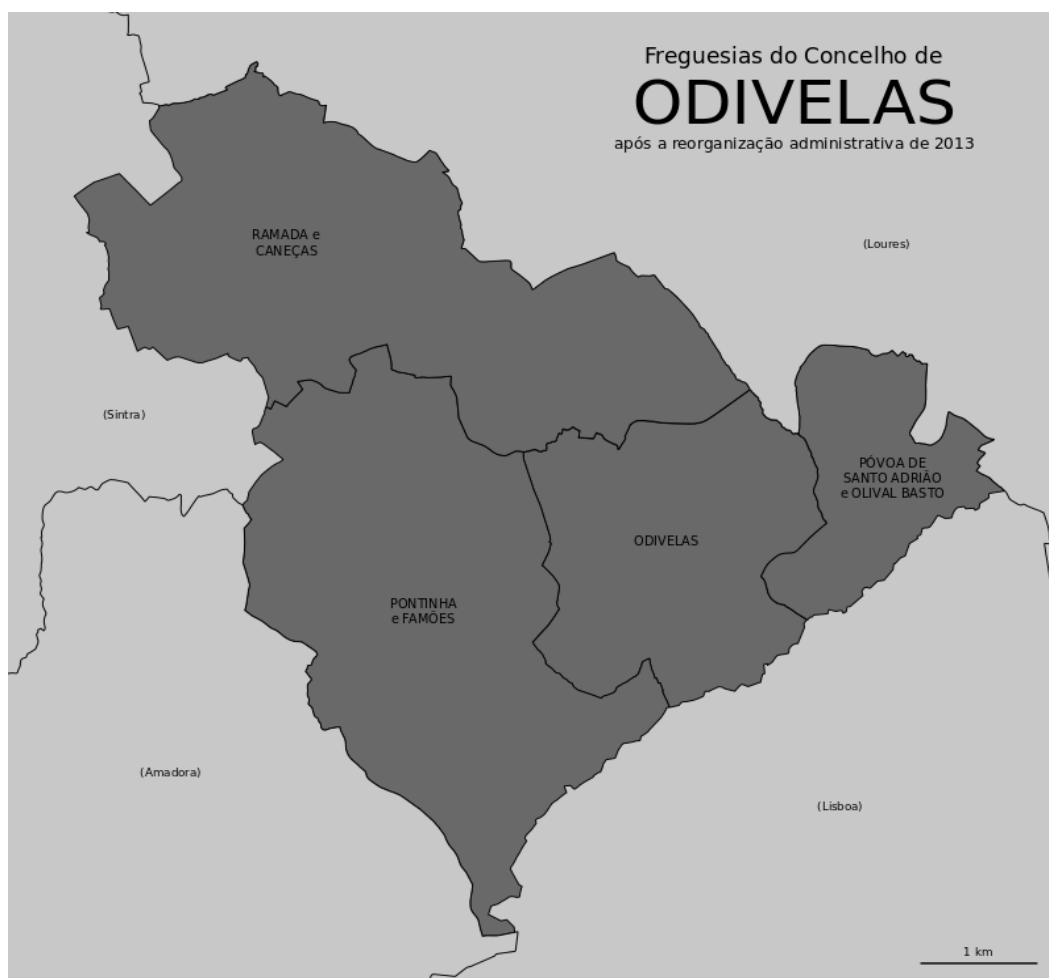 Freguesias do Concelho de
ODIVELAS
após a reorganização administrativa de 2013
RAMADA e
CANEÇAS
(Loures)
(Sintra)
PÓVOA DE
SANTO ADRIÃO
e OLIVAL BASTO
ODIVELAS
PONTINHA
e FAMÕES
(Amadora)
(Lisboa)
1 km